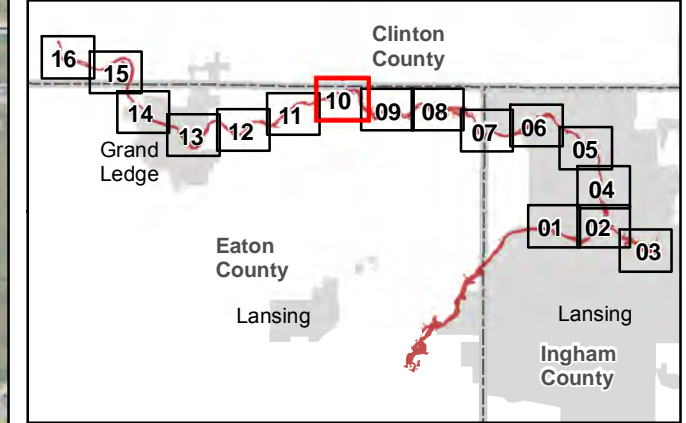 Clinton
County
16
15
14
13
12
11
10
09
08
07
06
05
04
01
02
03
Grand
Ledge
Eaton
County
Lansing
Lansing
Ingham
County